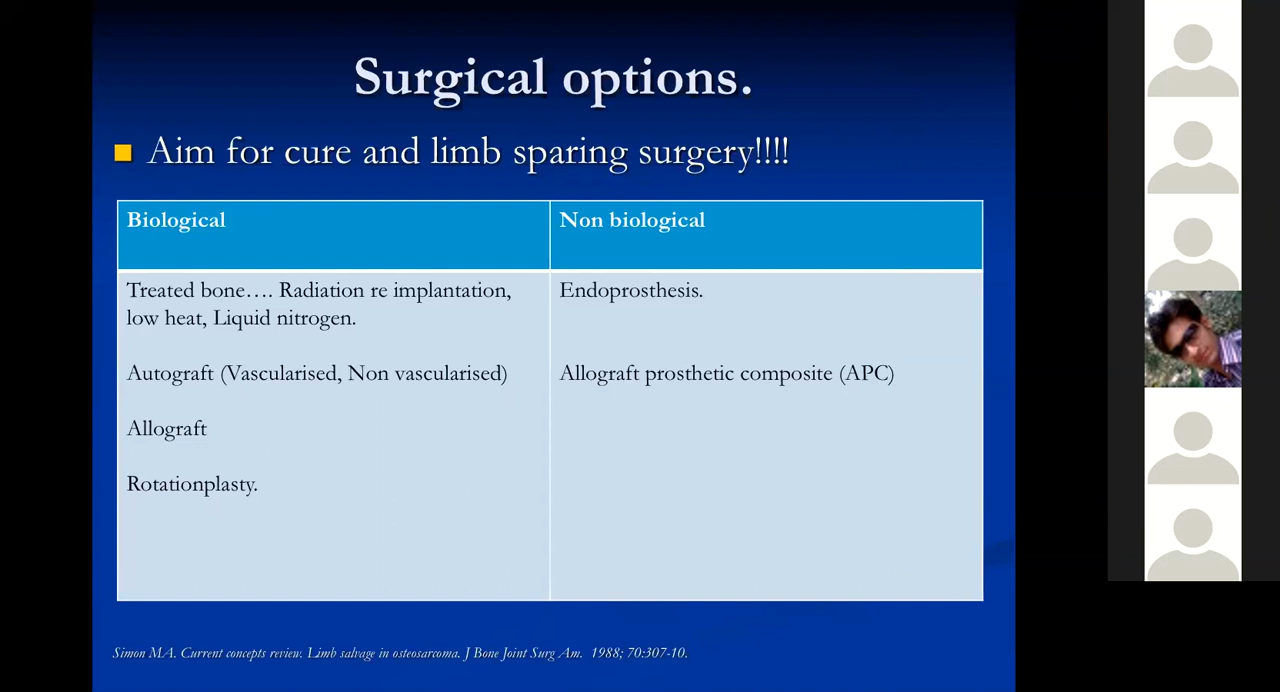 Surgical options.
Aim for cure and limb sparing surgery!!!!
Biological
Non biological
Treated bone…. Radiation re implantation,
low heat, Liquid nitrogen.
Endoprosthesis.
Autograft (Vascularised, Non vascularised)
Allograft prosthetic composite (APC)
Allograft
Rotationplasty.
Simon MA. Current concepts review. Limb salvage in osteosarcoma. J Bone Joint Surg Am. 1988; 70:307-10.